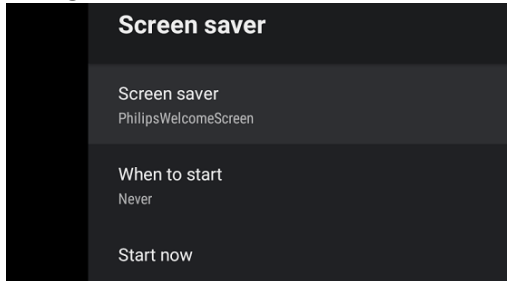 Screen saver
Screen saver
PhilipsWelcomeScreen
When to start
Never
Start now